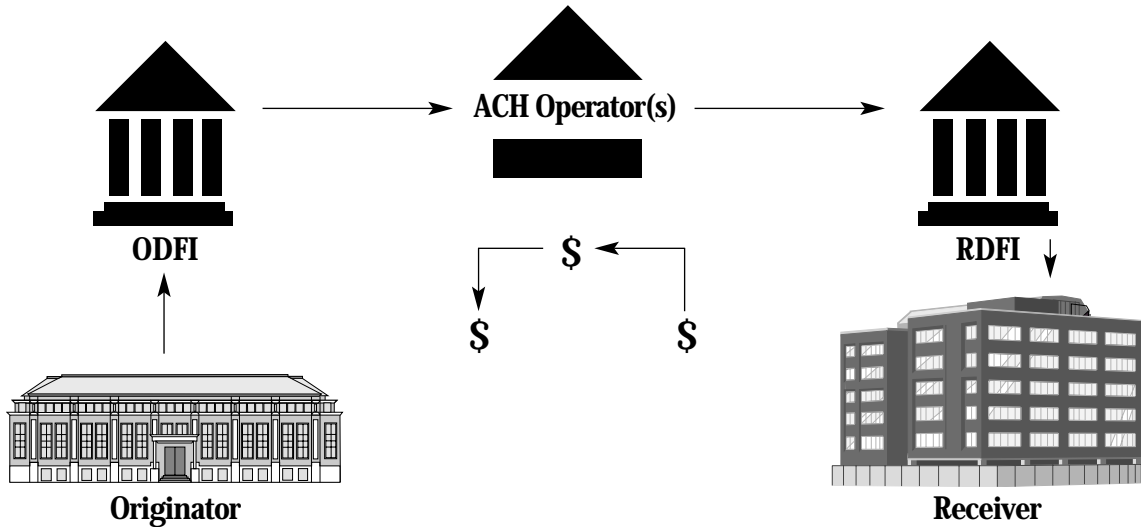 ACH Operator(s)
ODFI
RDFI
$
$
$
Originator
Receiver